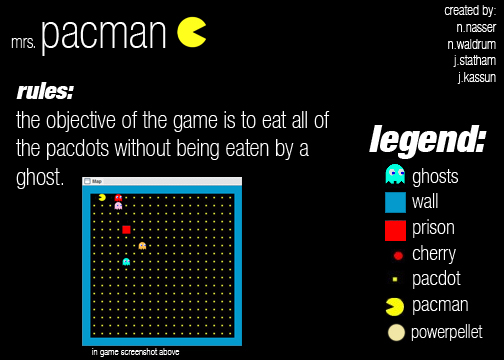 mrs. pacman
created by:
n.nasser
n.waldrum
j.statham
j.kassun
rules:
the objective of the game is to eat all of
the pacdots without being eaten by a
ghost.
Map
in game screenshot above
legend:
ghosts
wall
prison
cherry
pacdot
pacman
powerpellet